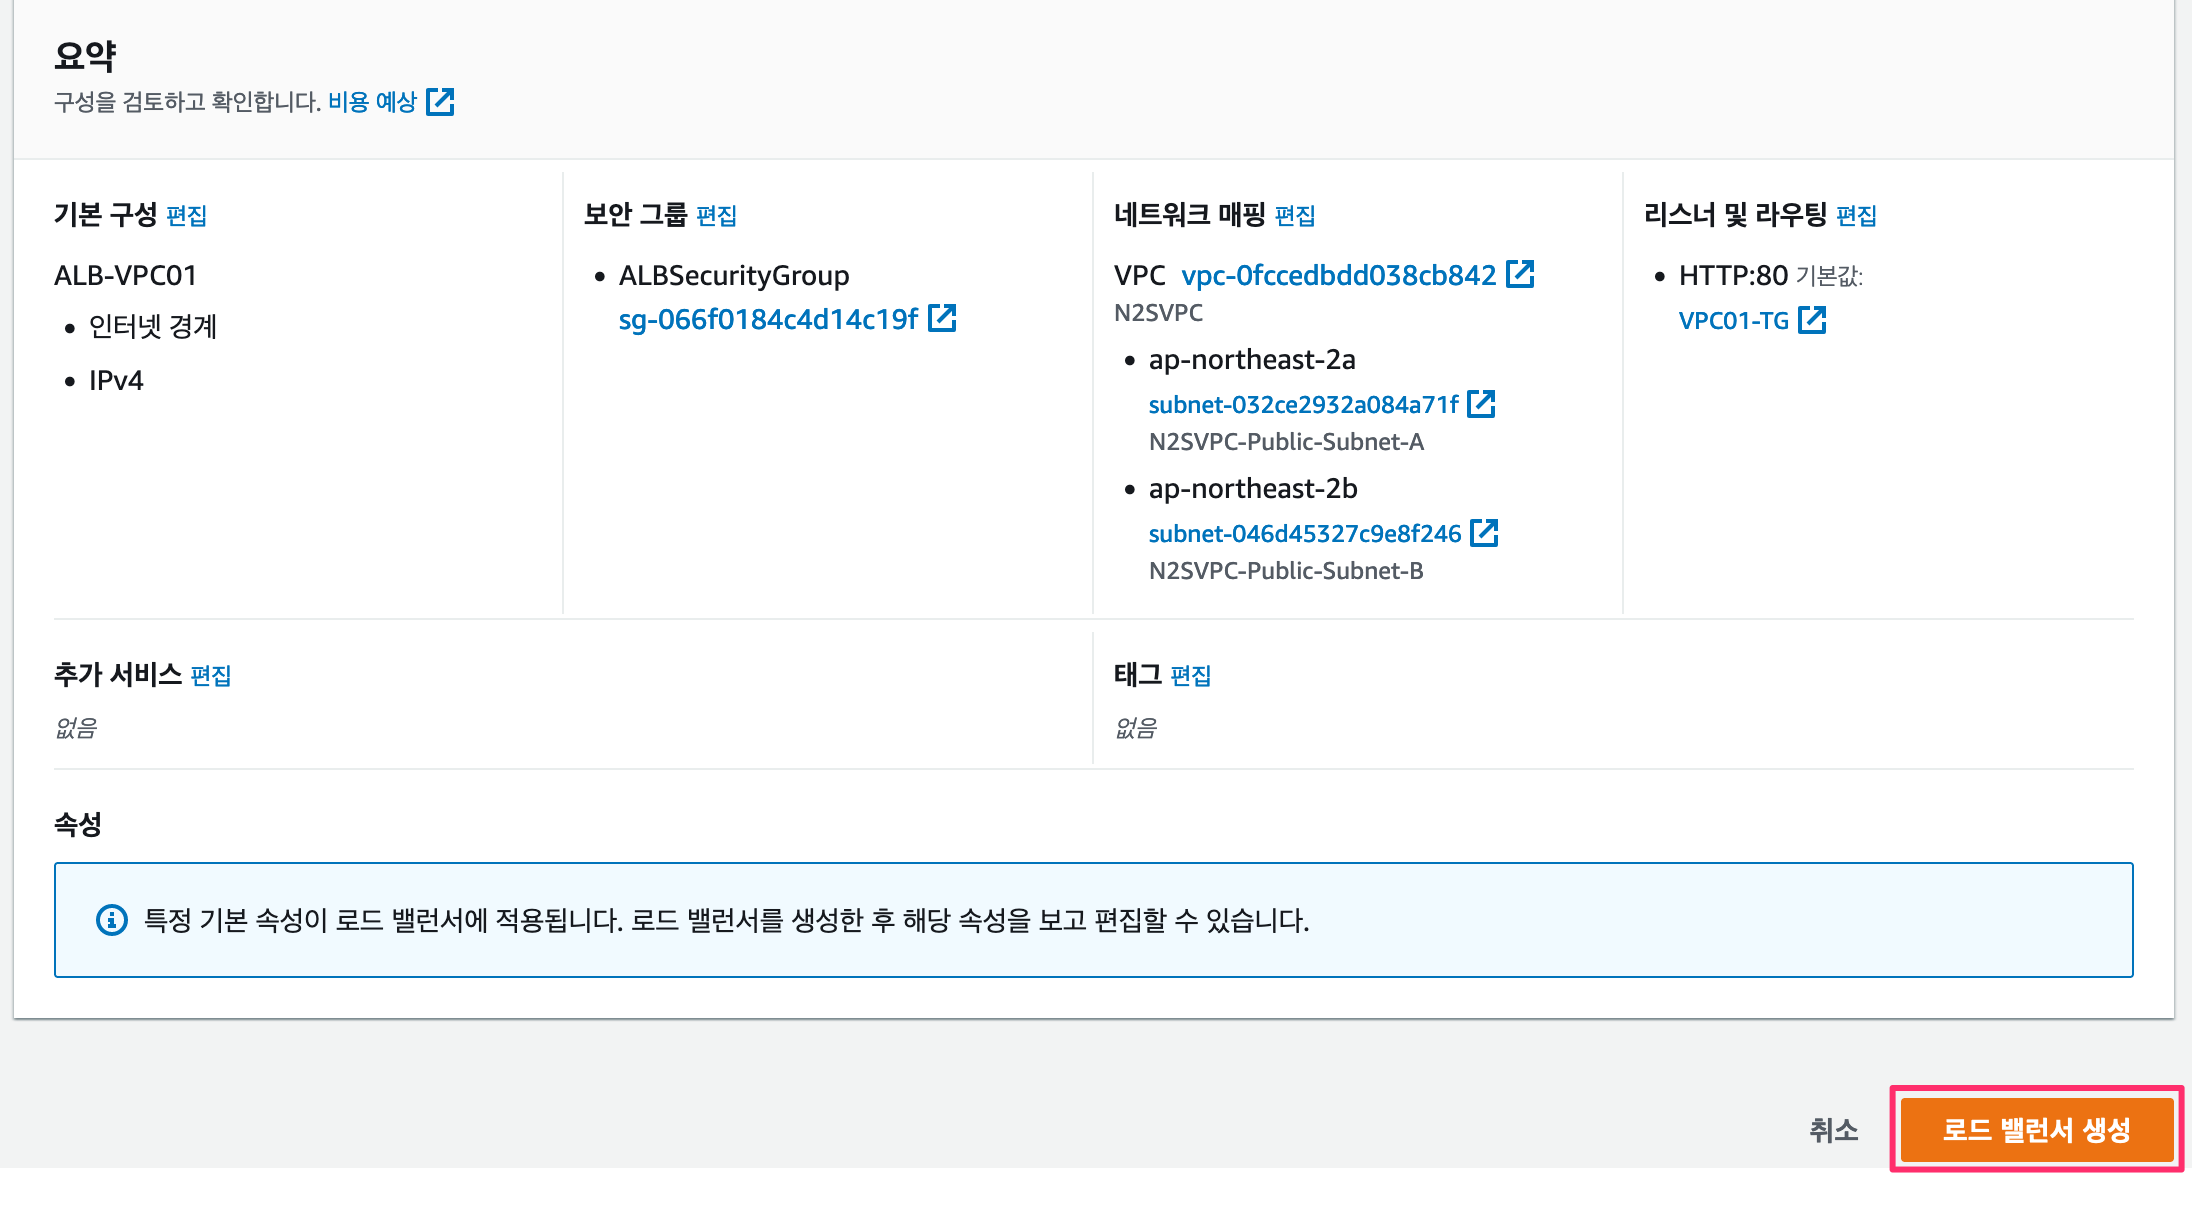 요약
구성을 검토하고 확인합니다. 비용 예상
기본 구성 편집
ALB-VPC01
• 인터넷 경계
• IPv4
보안 그룹 편집
• ALBSecurityGroup
sg-066f0184c4d14c19f
네트워크 매핑 편집
VPC vpc-0fccedbdd038cb842
N2SVPC
• ap-northeast-2a
subnet-032ce2932a084a71f
N2SVPC-Public-Subnet-A
• ap-northeast-2b
subnet-046d45327c9e8f246
N2SVPC-Public-Subnet-B
리스너 및 라우팅 편집
• HTTP:80 기본값:
VPC01-TG
추가 서비스 편집
없음
태그 편집
없음
속성
특정 기본 속성이 로드 밸런서에 적용됩니다. 로드 밸런서를 생성한 후 해당 속성을 보고 편집할 수 있습니다.
취소
로드 밸런서 생성